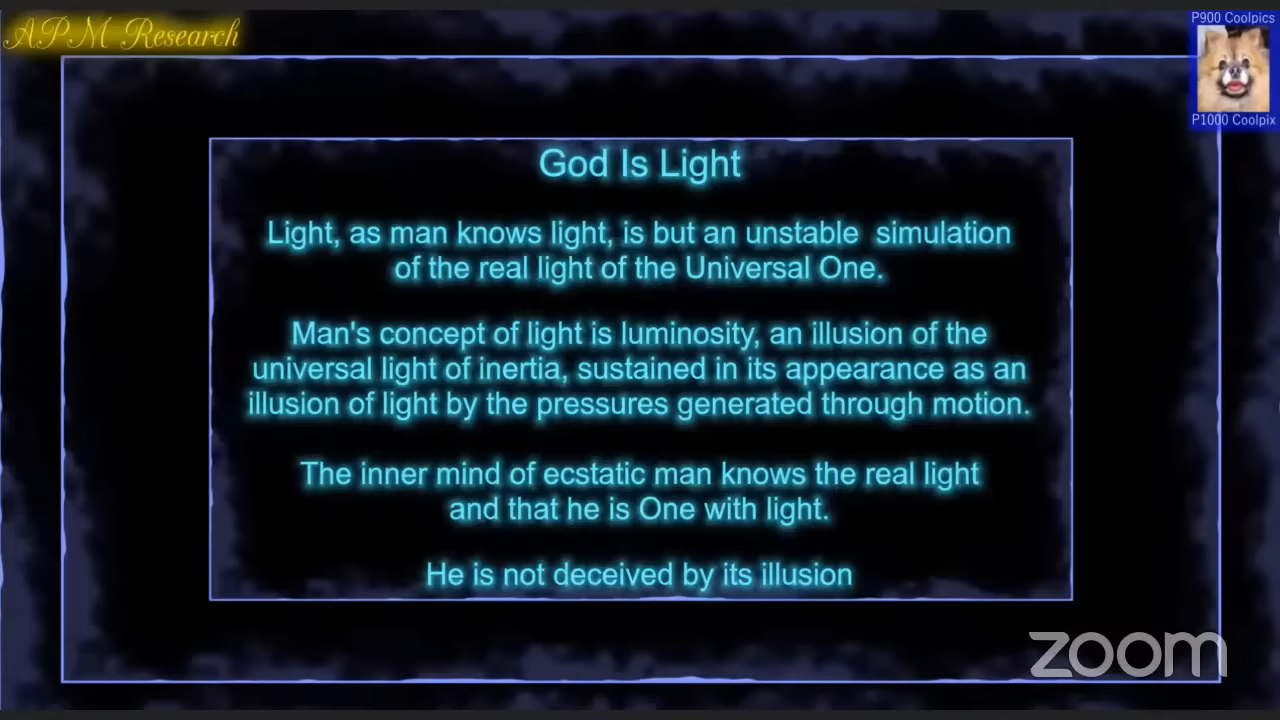 APM Research
P900 Coolpics
P1000 Coolpix
God Is Light
Light, as man knows light, is but an unstable simulation
of the real light of the Universal One.
Man's concept of light is luminosity, an illusion of the
universal light of inertia, sustained in its appearance as an
illusion of light by the pressures generated through motion.
The inner mind of ecstatic man knows the real light
and that he is One with light.
He is not deceived by its illusion
zoom